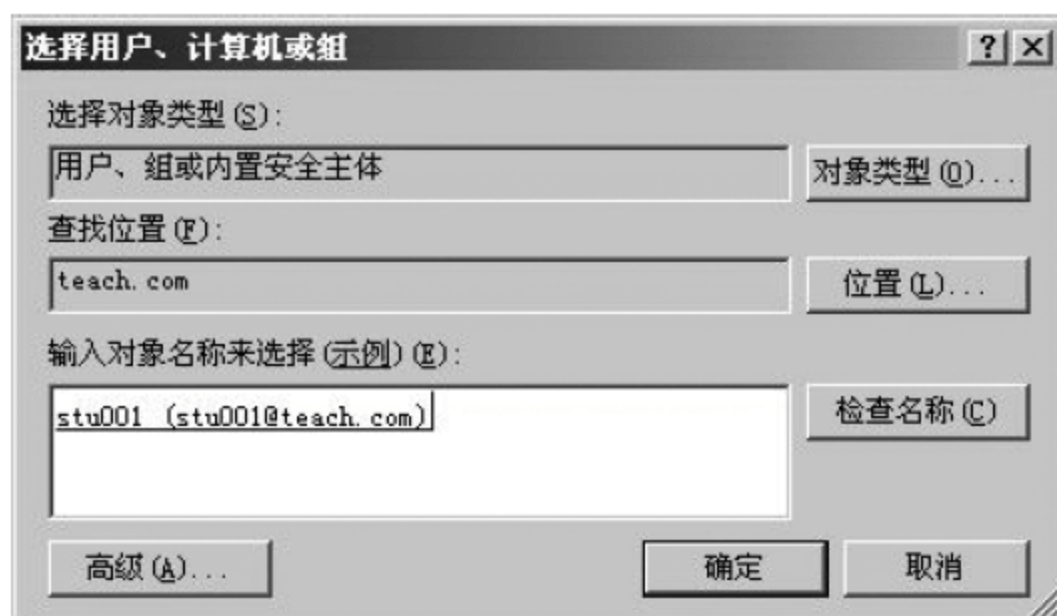 选择用户、计算机或组
选择对象类型(S):
用户、组或内置安全主体
对象类型(O)...
查找位置(F):
teach.com
位置(L)...
输入对象名称来选择(示例)(E):
stu001 (stu001@teach.com)
检查名称(C)
高级(A)...
确定
取消